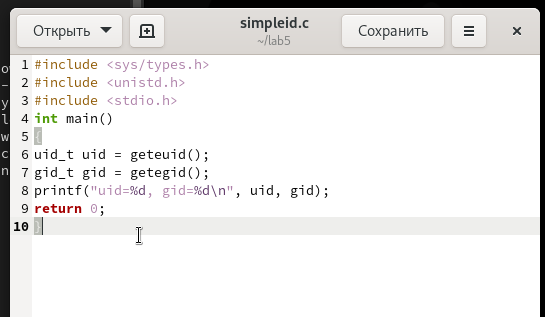 Открыть
simpleid.c
~/lab5
Сохранить
1 #include <sys/types.h>
2 #include <unistd.h>
3 #include <stdio.h>
4 int main()
5 {
6 uid_t uid = geteuid();
7 gid_t gid = getegid();
8 printf("uid=%d, gid=%d\n", uid, gid);
9 return 0;
10 }